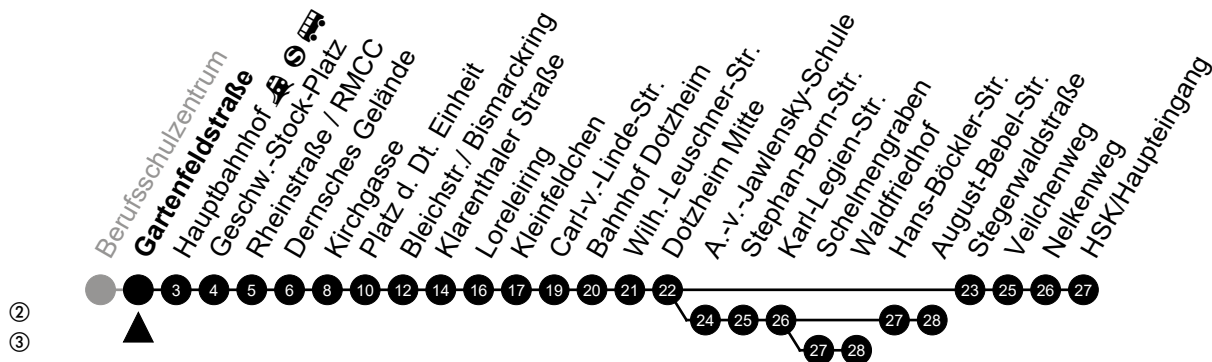 Berufsschulzentrum
Gartenfeldstraße
Hauptbahnhof S
Geschw.-Stock-Platz
Rheinstraße / RMCC
Dernsches Gelände
Kirchgasse
Platz d. Dt. Einheit
Bleichstr./ Bismarckring
Klarenthaler Straße
Loreleiring
Kleinfeldchen
Carl-v.-Linde-Str.
Bahnhof Dotzheim
Wilh.-Leuschner-Str.
Dotzheim Mitte
A.-v.-Jawlensky-Schule
Stephan-Born-Str.
Karl-Legien-Str.
Schelmengraben
Waldfriedhof
Hans-Böckler-Str.
August-Bebel-Str.
Stegerwaldstraße
Veilchenweg
Nelkenweg
HSK/Haupteingang
3 4 5 6 8 10 12 14 16 17 19 20 21 22 23 25 26 27
② 24 25 26 27 28
③ 27 28